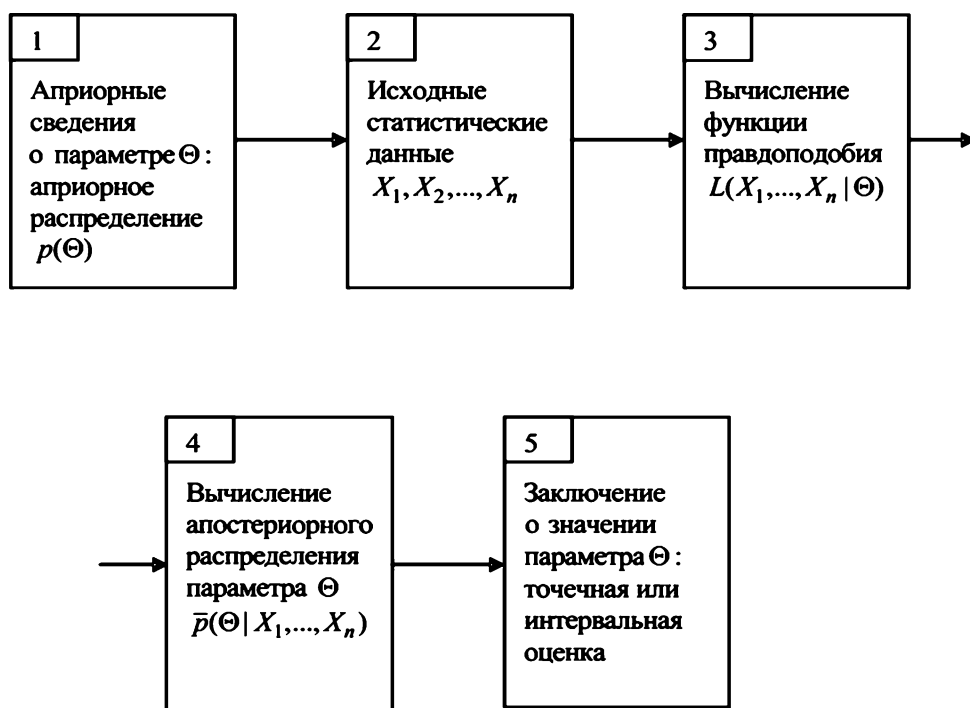 1
Априорные
сведения
о параметре Θ:
априорное
распределение
p(Θ)
2
Исходные
статистические
данные
X₁, X₂,..., Xₙ
3
Вычисление
функции
правдоподобия
L(X₁,..., Xₙ | Θ)
4
Вычисление
апостериорного
распределения
параметра Θ
p̄(Θ | X₁,..., Xₙ)
5
Заключение
о значении
параметра Θ:
точечная или
интервальная
оценка